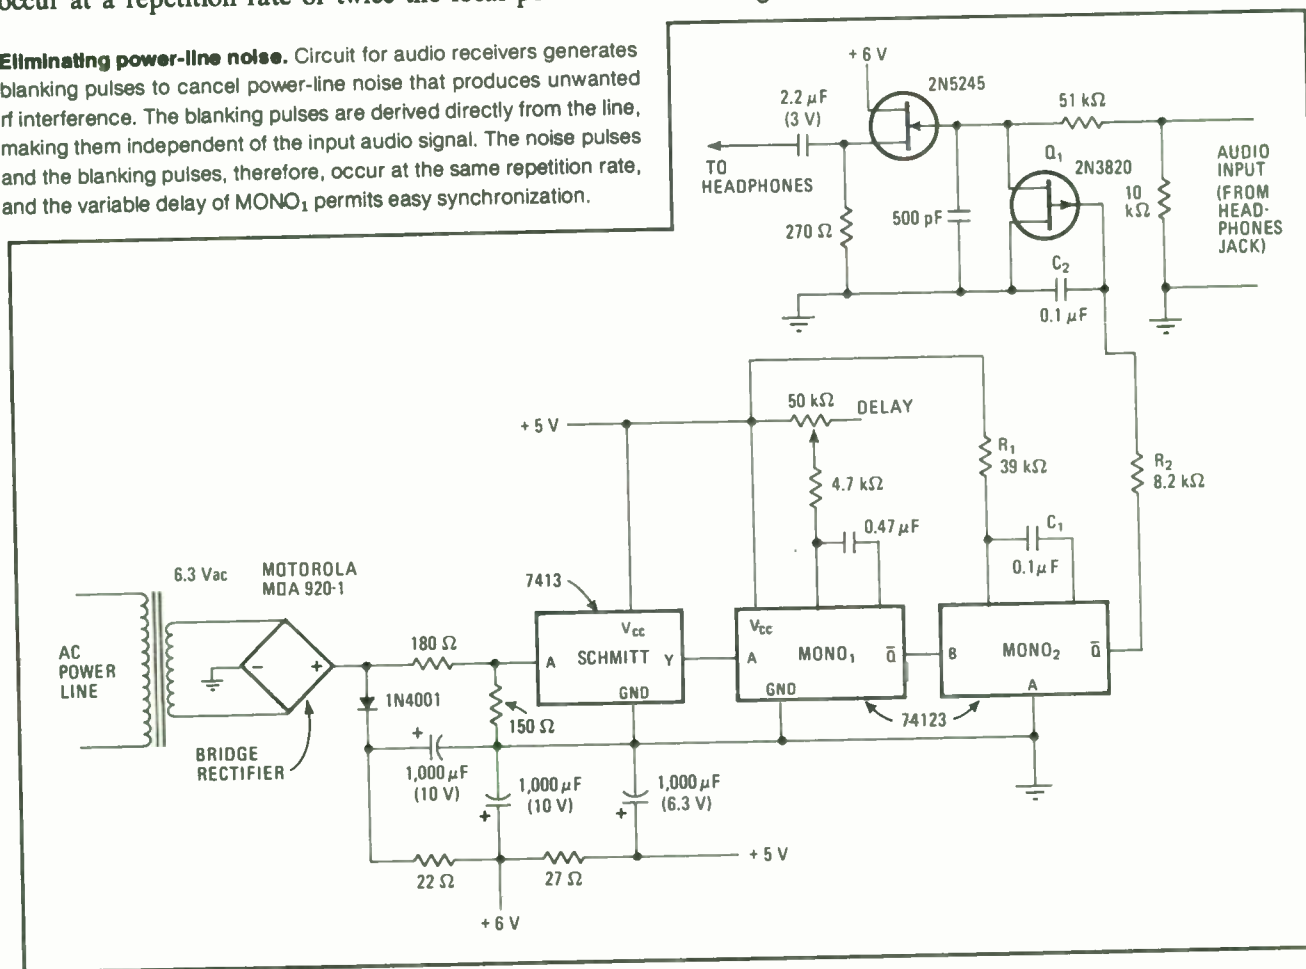 Eliminating power-line noise. Circuit for audio receivers generates
blanking pulses to cancel power-line noise that produces unwanted
rf interference. The blanking pulses are derived directly from the line,
making them independent of the input audio signal. The noise pulses
and the blanking pulses, therefore, occur at the same repetition rate,
and the variable delay of MONO₁ permits easy synchronization.
+ 6 V
2N5245
2.2 µF
(3 V)
51 kΩ
TO
HEADPHONES
Q₁
2N3820
AUDIO
INPUT
(FROM
HEAD-
PHONES
JACK)
10
kΩ
270 Ω
500 pF
C₂
0.1 µF
+ 5 V
50 kΩ
DELAY
R₁
39 kΩ
R₂
8.2 kΩ
4.7 kΩ
0.47 µF
C₁
0.1 µF
6.3 Vac
MOTOROLA
MDA 920-1
7413
AC
POWER
LINE
−
+
180 Ω
VCC
A
SCHMITT
Y
GND
VCC
A
MONO₁
Q̅
GND
B
MONO₂
Q̅
A
1N4001
150 Ω
74123
BRIDGE
RECTIFIER
+
1,000 µF
(10 V)
1,000 µF
(10 V)
+
1,000 µF
(6.3 V)
+
22 Ω
27 Ω
+ 5 V
+ 6 V